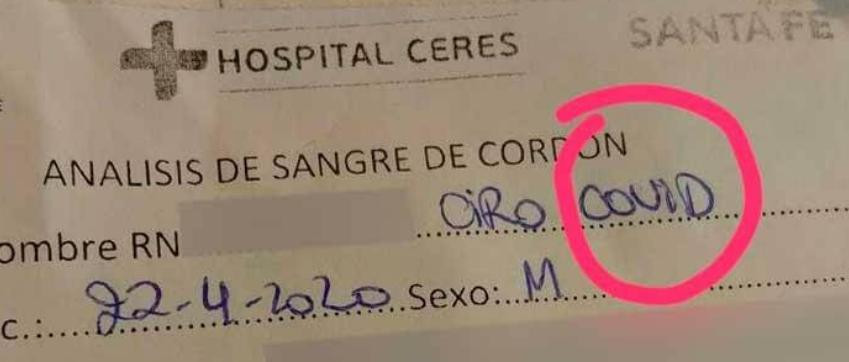 SANTA FE
HOSPITAL CERES
ANALISIS DE SANGRE DE CORDON
ombre RN CIRO COVID
c.: 22-4-2020 Sexo: M